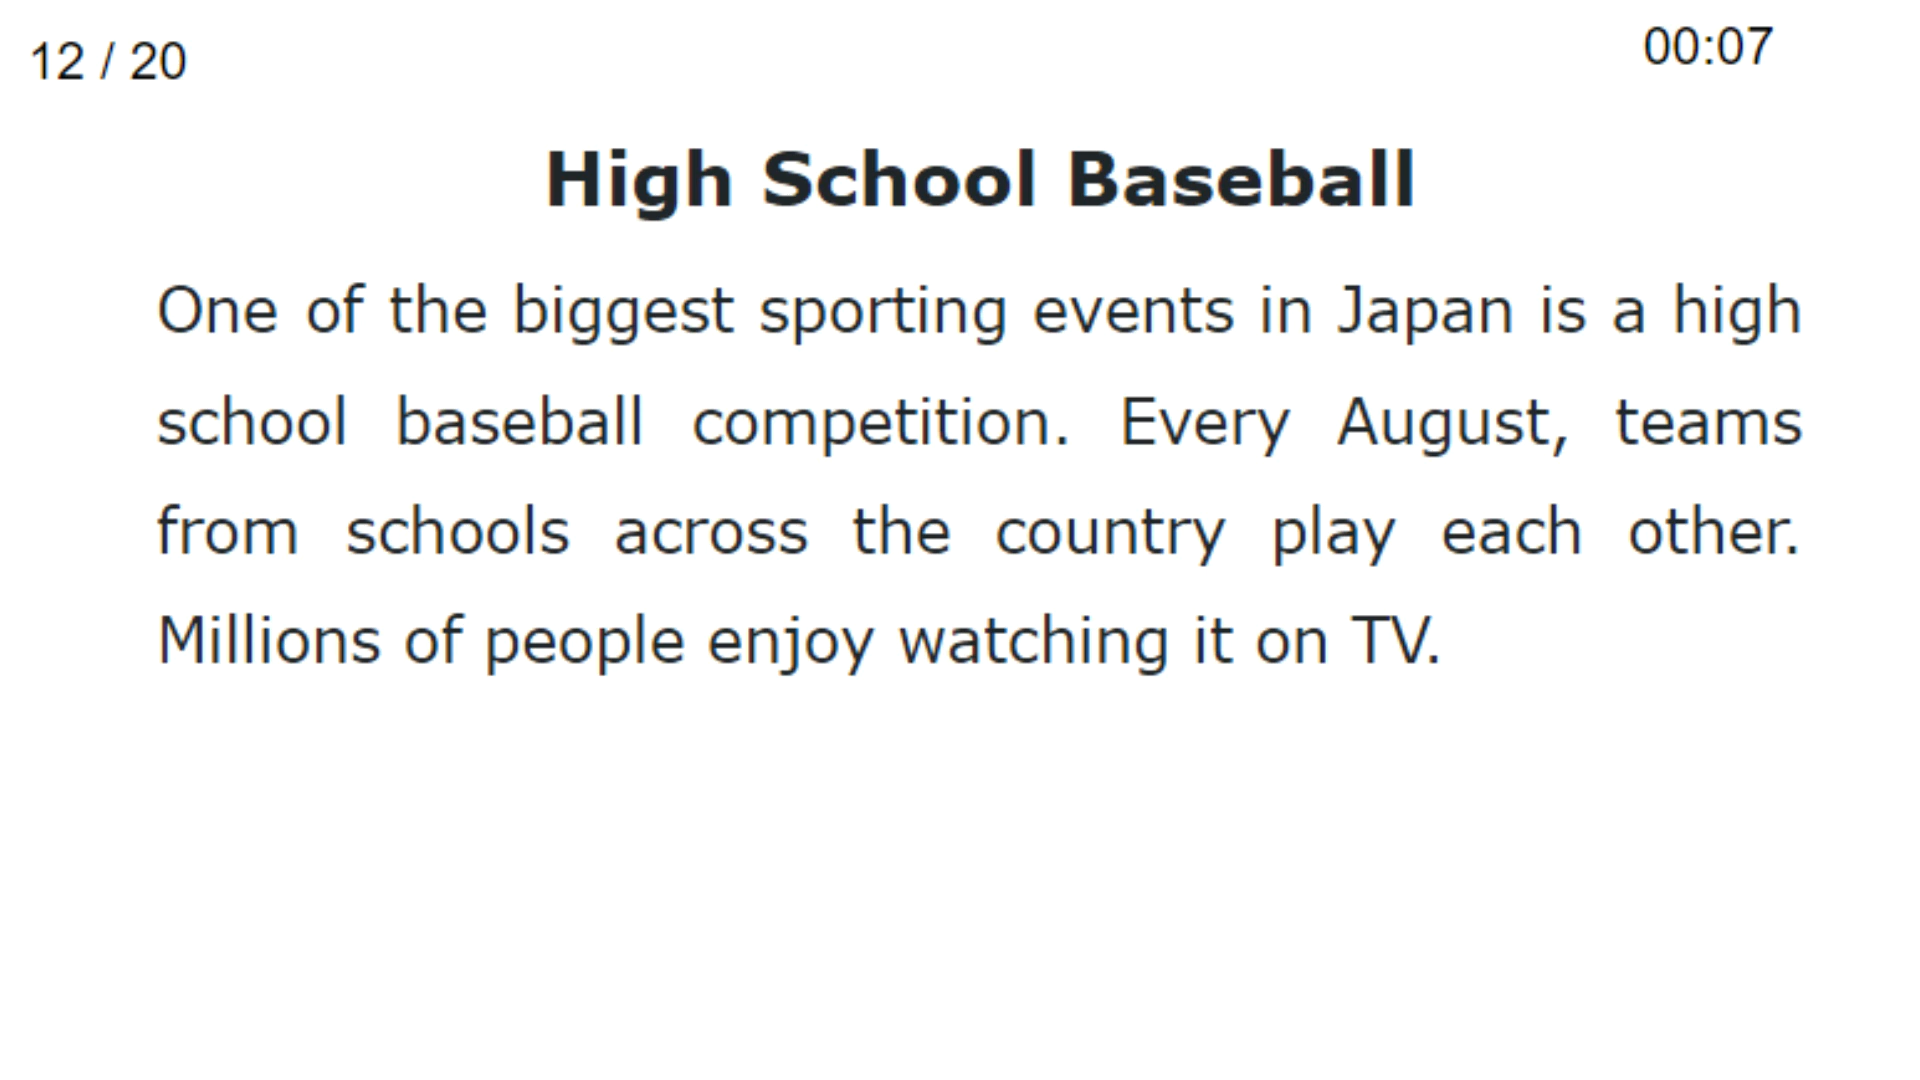 12 / 20
00:07
High School Baseball
One of the biggest sporting events in Japan is a high
school baseball competition. Every August, teams
from schools across the country play each other.
Millions of people enjoy watching it on TV.